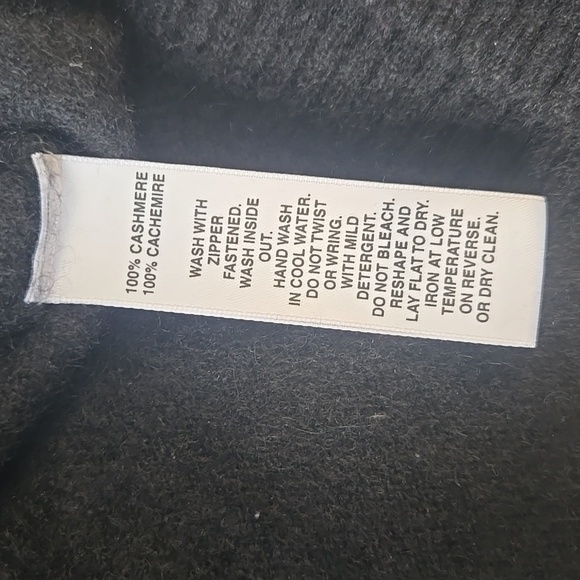 100% CASHMERE
100% CACHEMIRE
WASH WITH
ZIPPER
FASTENED.
WASH INSIDE
OUT.
HAND WASH
IN COOL WATER.
DO NOT TWIST
OR WRING.
WITH MILD
DETERGENT.
DO NOT BLEACH.
RESHAPE AND
LAY FLAT TO DRY.
IRON AT LOW
TEMPERATURE
ON REVERSE.
OR DRY CLEAN.